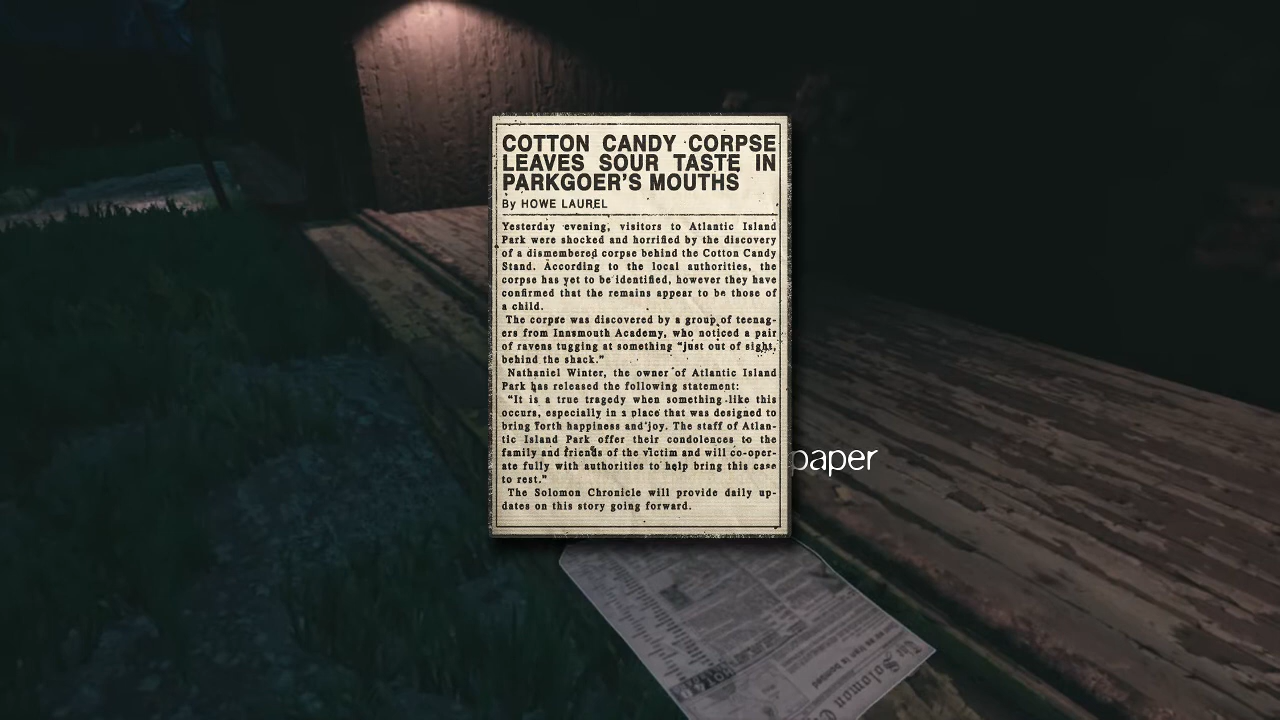 COTTON CANDY CORPSE
LEAVES SOUR TASTE IN
PARKGOER'S MOUTHS
By HOWE LAUREL
Yesterday evening, visitors to Atlantic Island
Park were shocked and horrified by the discovery
of a dismembered corpse behind the Cotton Candy
Stand. According to the local authorities, the
corpse has yet to be identified, however they have
confirmed that the remains appear to be those of
a child.
The corpse was discovered by a group of teenag-
ers from Innsmouth Academy, who noticed a pair
of ravens tugging at something “just out of sight,
behind the shack.”
Nathaniel Winter, the owner of Atlantic Island
Park has released the following statement:
“It is a true tragedy when something like this
occurs, especially in a place that was designed to
bring forth happiness and joy. The staff of Atlan-
tic Island Park offer their condolences to the
family and friends of the victim and will co-oper-
ate fully with authorities to help bring this case
to rest.”
The Solomon Chronicle will provide daily up-
dates on this story going forward.
paper
The Solomon